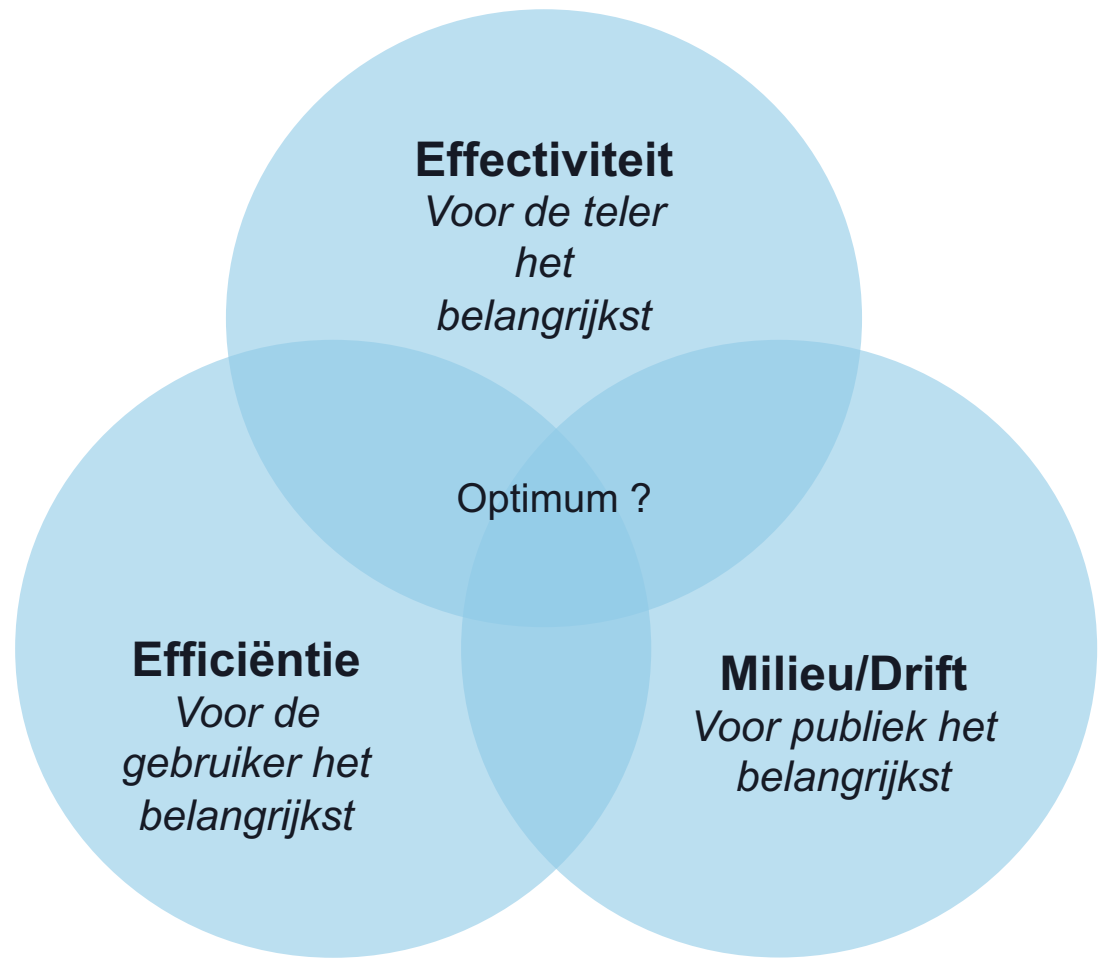 Effectiviteit
Voor de teler
het
belangrijkst
Optimum ?
Efficiëntie
Voor de
gebruiker het
belangrijkst
Milieu/Drift
Voor publiek het
belangrijkst